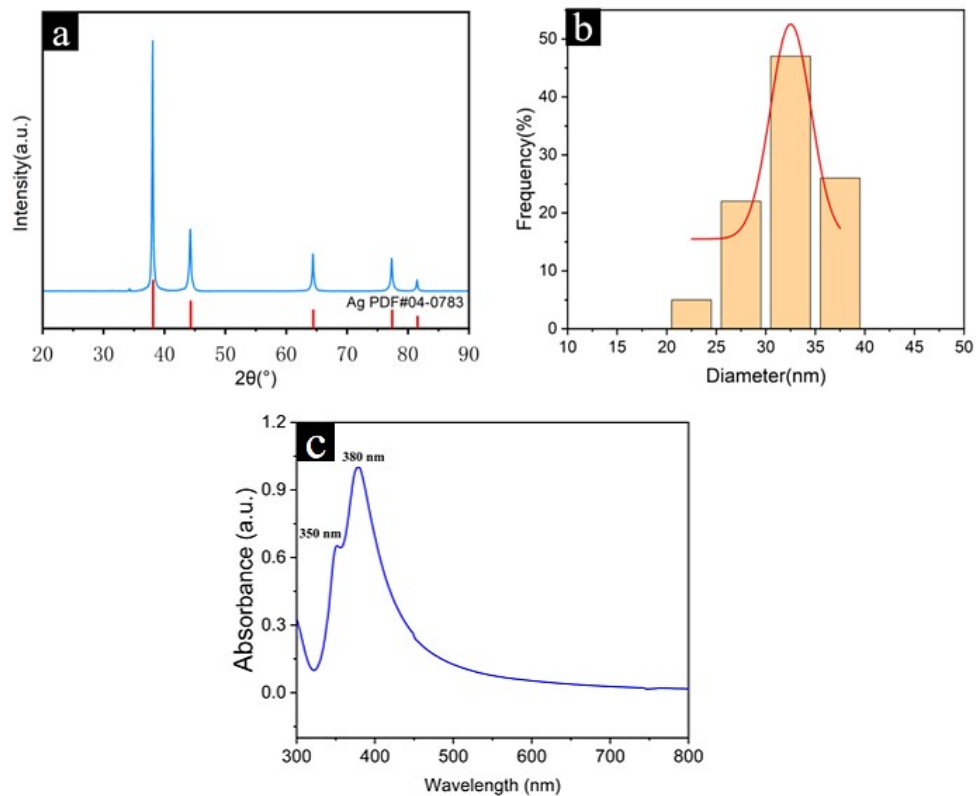 a
Intensity(a.u.)
Ag PDF#04-0783
20 30 40 50 60 70 80 90
2θ(°)
b
50
40
30
20
10
0
Frequency(%)
10 15 20 25 30 35 40 45 50
Diameter(nm)
c
1.2
0.9
0.6
0.3
0.0
Absorbance (a.u.)
380 nm
350 nm
300 400 500 600 700 800
Wavelength (nm)